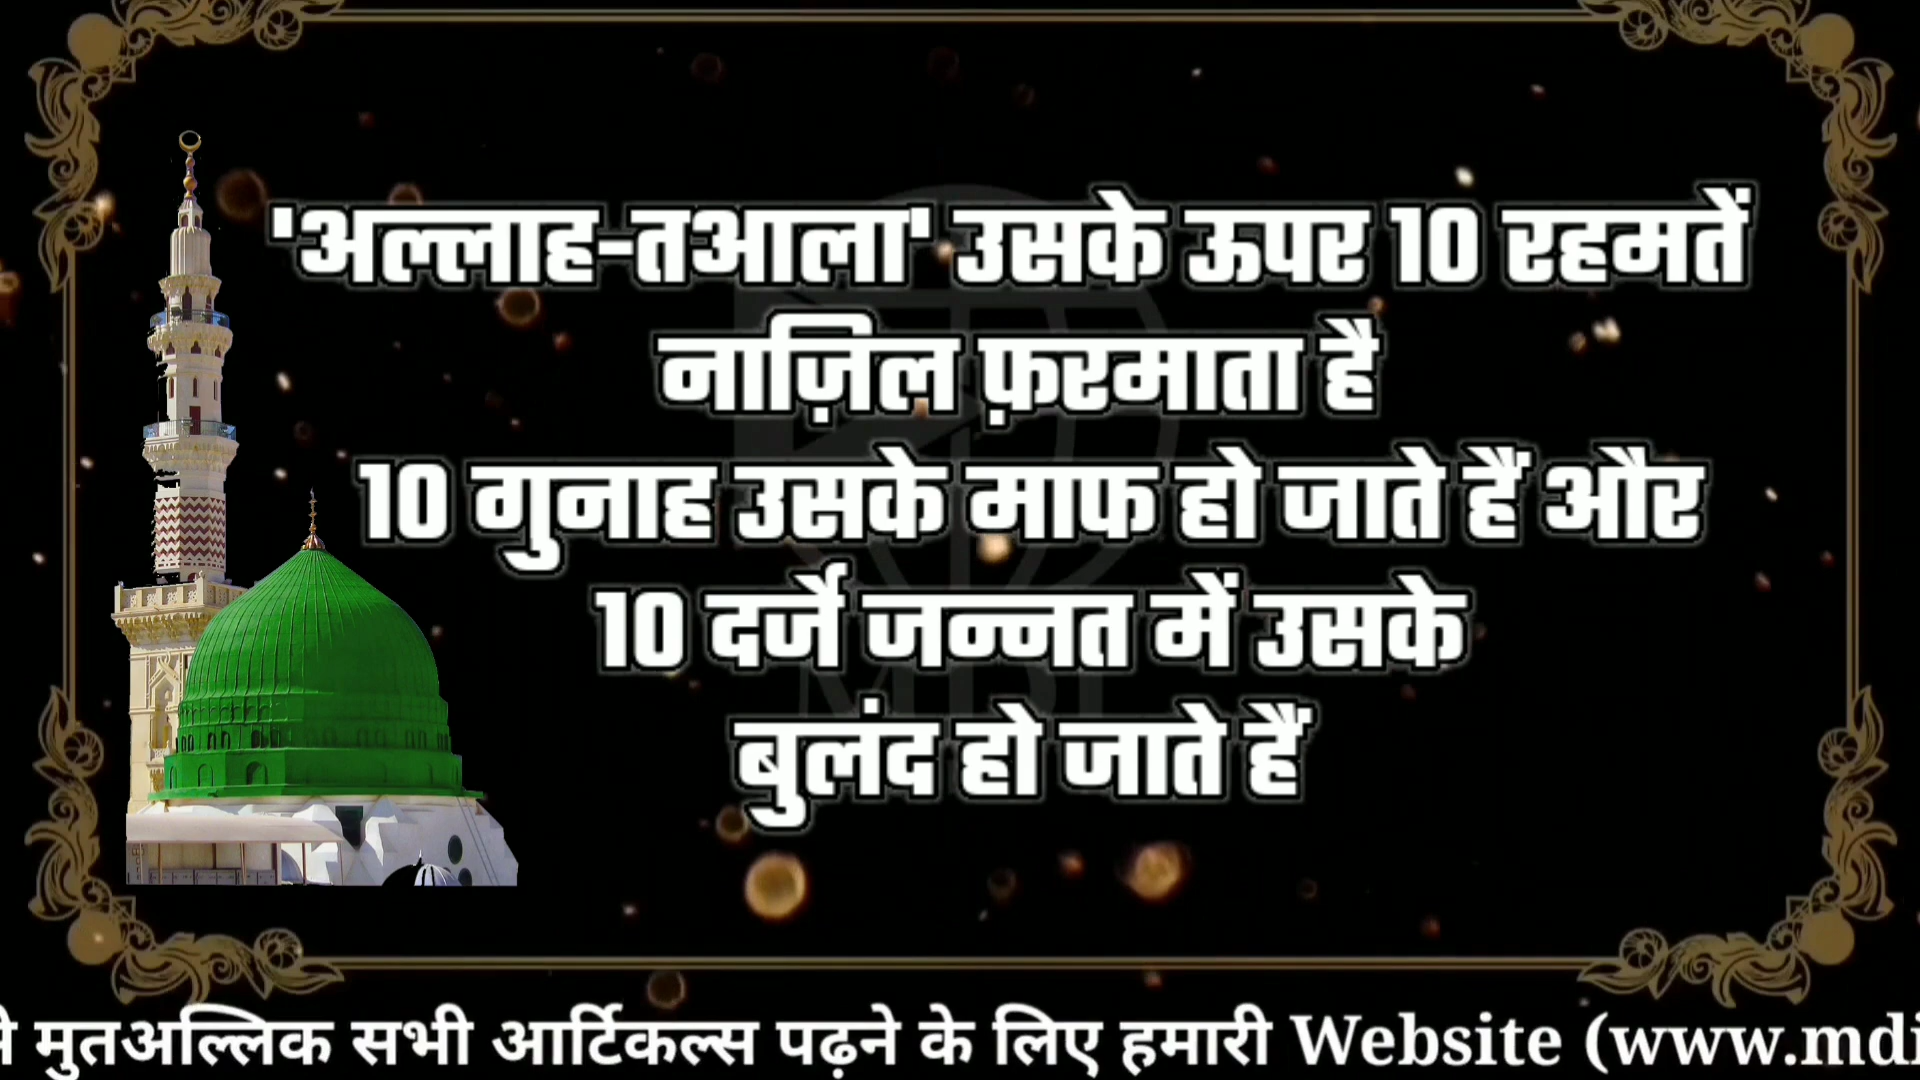 'अल्लाह-तआला' उसके ऊपर 10 रहमतें
नाज़िल फ़रमाता है
10 गुनाह उसके माफ हो जाते हैं और
10 दर्जे जन्नत में उसके
बुलंद हो जाते हैं
मुतअल्लिक सभी आर्टिकल्स पढ़ने के लिए हमारी Website (www.mdi